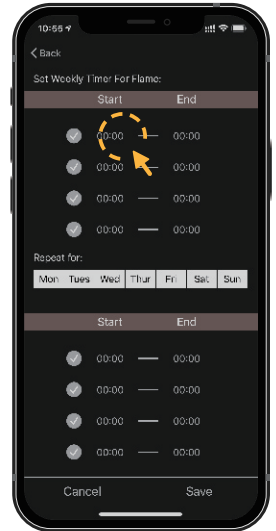 10:55
Back
Set Weekly Timer For Flame:
Start End
00:00 00:00
00:00 00:00
00:00 00:00
00:00 00:00
Repeat for:
Mon Tues Wed Thur Fri Sat Sun
Start End
00:00 00:00
00:00 00:00
00:00 00:00
00:00 00:00
Cancel Save